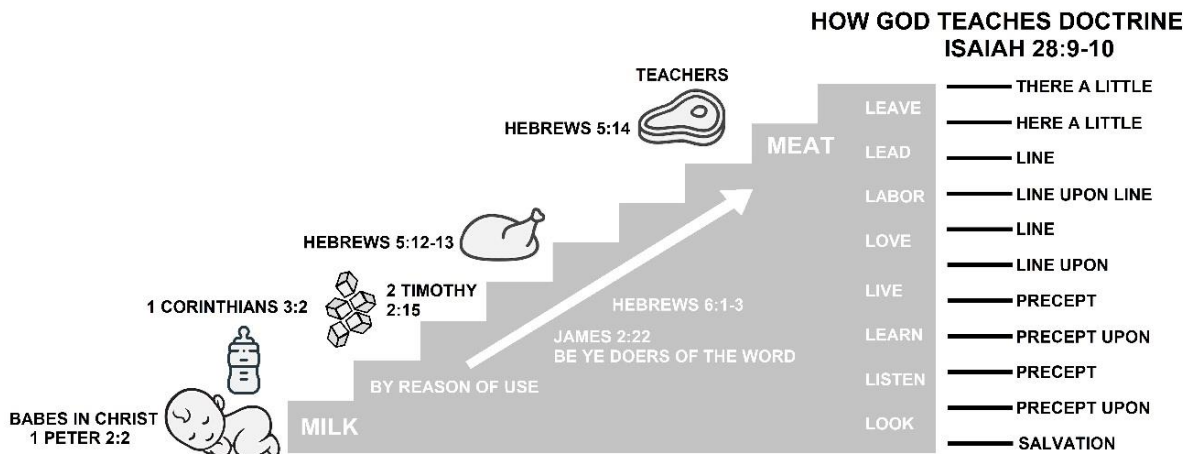 HOW GOD TEACHES DOCTRINE
ISAIAH 28:9-10
TEACHERS
HEBREWS 5:14
HEBREWS 5:12-13
1 CORINTHIANS 3:2
2 TIMOTHY
2:15
BABES IN CHRIST
1 PETER 2:2
MILK
BY REASON OF USE
JAMES 2:22
BE YE DOERS OF THE WORD
HEBREWS 6:1-3
MEAT
LEAVE
LEAD
LABOR
LOVE
LIVE
LEARN
LISTEN
LOOK
THERE A LITTLE
HERE A LITTLE
LINE
LINE UPON LINE
LINE
LINE UPON
PRECEPT
PRECEPT UPON
PRECEPT
PRECEPT UPON
SALVATION